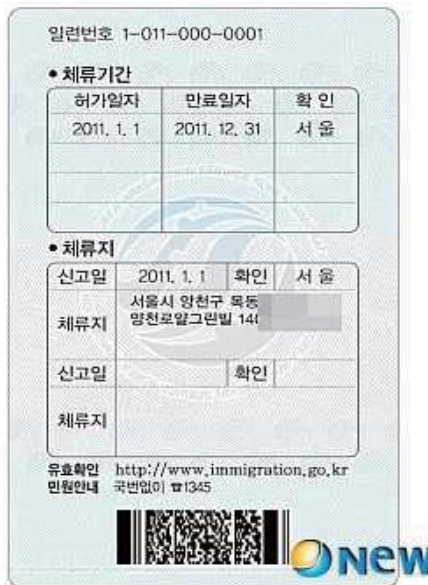 일련번호 1-011-000-0001
• 체류기간
허가일자 만료일자 확 인
2011. 1. 1 2011. 12. 31 서 울
• 체류지
신고일 2011. 1. 1 확인 서 울
체류지 서울시 양천구 목동
양천로얄그린빌
신고일 확인
체류지
유효확인 http://www.immigration.go.kr
민원안내 국번없이 ☎1345
new